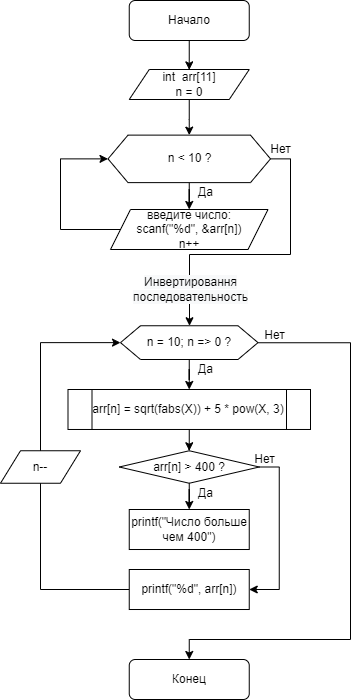 Начало
int arr[11]
n = 0
n < 10 ?
Нет
Да
введите число:
scanf("%d", &arr[n])
n++
Инвертировання
последовательность
n = 10; n => 0 ?
Нет
Да
arr[n] = sqrt(fabs(X)) + 5 * pow(X, 3)
n--
arr[n] > 400 ?
Нет
Да
printf("Число больше
чем 400")
printf("%d", arr[n])
Конец